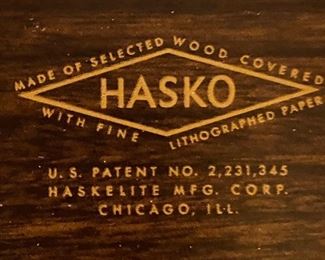 MADE OF SELECTED WOOD COVERED
HASKO
WITH FINE LITHOGRAPHED PAPER
U. S. PATENT NO. 2,231,345
HASKELITE MFG. CORP.
CHICAGO, ILL.